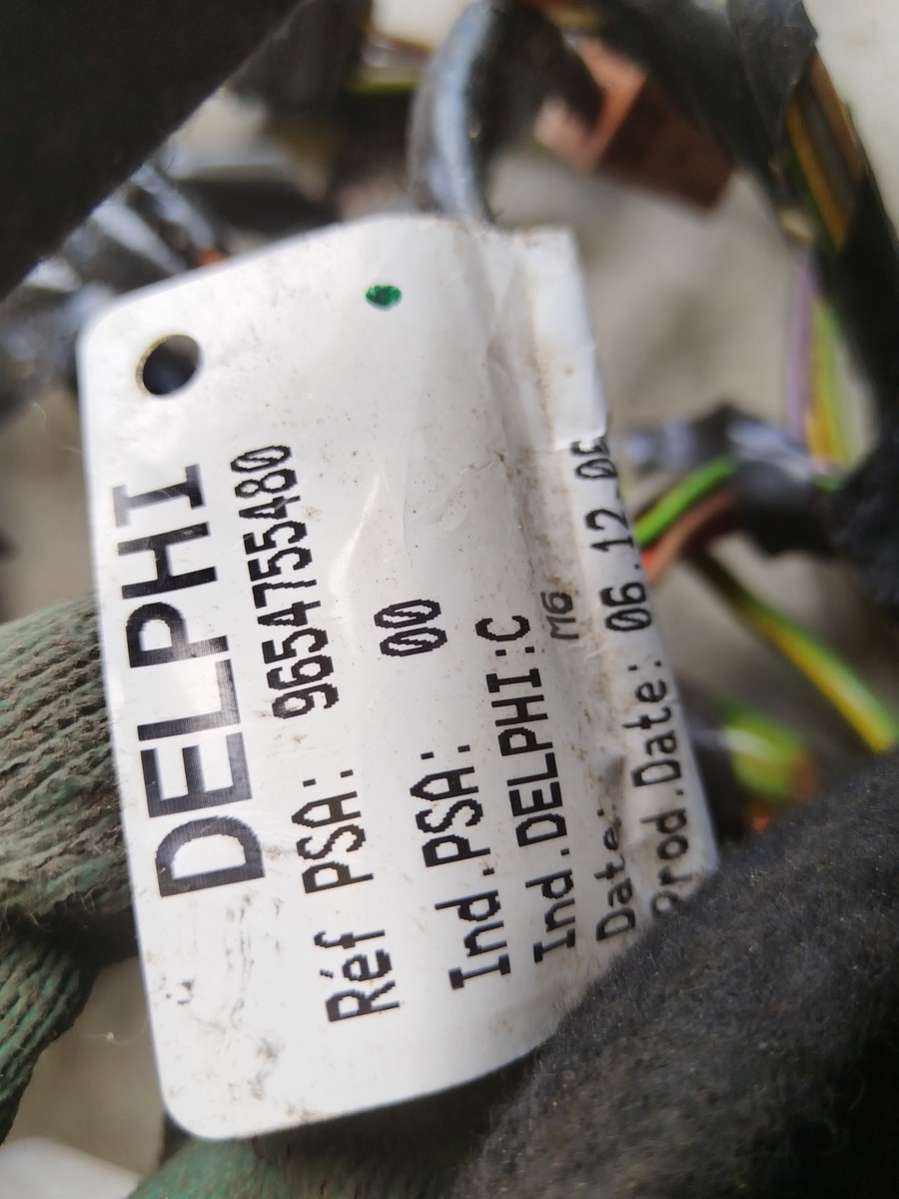 DELPHI
Réf PSA: 9654755480
Ind.PSA: 00
Ind.DELPHI:C
M6
Date:
Prod.Date: 06.12.06